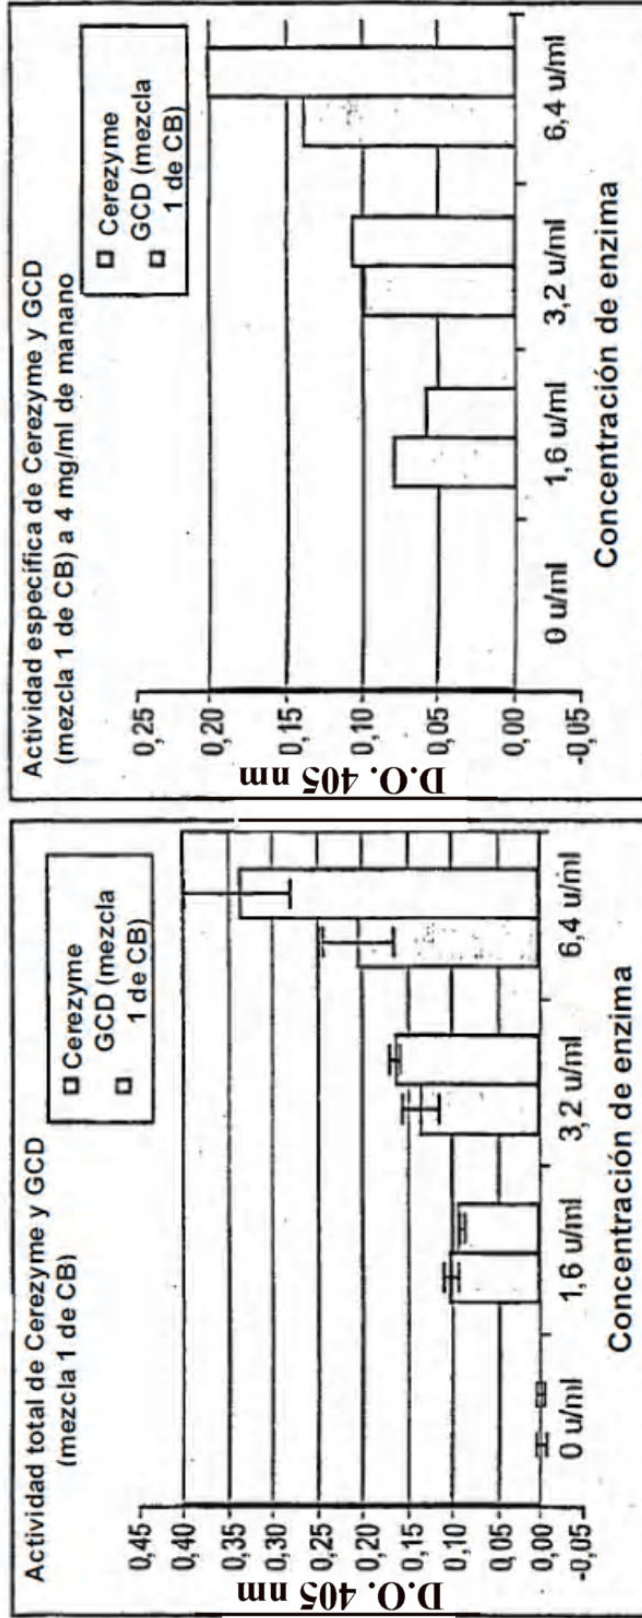 Actividad total de Cerezyme y GCD
(mezcla 1 de CB)
Cerezyme
GCD (mezcla
1 de CB)
D.O. 405 nm
0,45
0,40
0,35
0,30
0,25
0,20
0,15
0,10
0,05
0,00
-0,05
0 u/ml
1,6 u/ml
3,2 u/ml
6,4 u/ml
Concentración de enzima
Actividad específica de Cerezyme y GCD
(mezcla 1 de CB) a 4 mg/ml de manano
Cerezyme
GCD (mezcla
1 de CB)
D.O. 405 nm
0,25
0,20
0,15
0,10
0,05
0,00
-0,05
0 u/ml
1,6 u/ml
3,2 u/ml
6,4 u/ml
Concentración de enzima